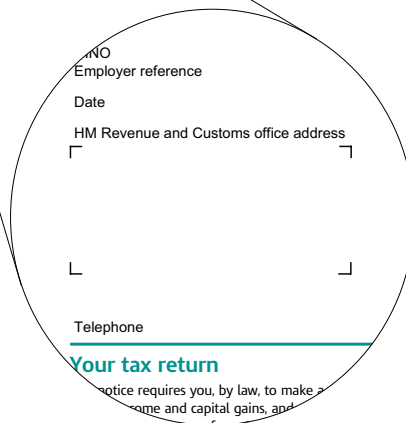 Employer reference
Date
HM Revenue and Customs office address
Telephone
Your tax return
notice requires you, by law, to make a
and capital gains, and